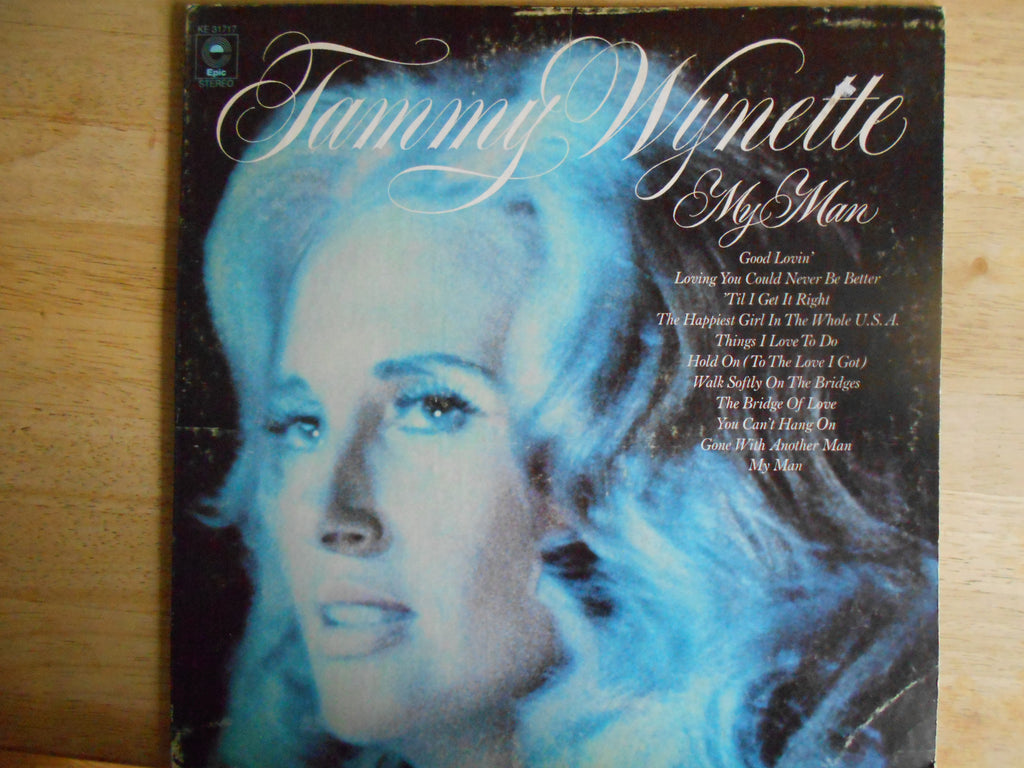 KE 31717
Epic
STEREO
Tammy Wynette
My Man
Good Lovin'
Loving You Could Never Be Better
'Til I Get It Right
The Happiest Girl In The Whole U.S.A.
Things I Love To Do
Hold On (To The Love I Got)
Walk Softly On The Bridges
The Bridge Of Love
You Can't Hang On
Gone With Another Man
My Man